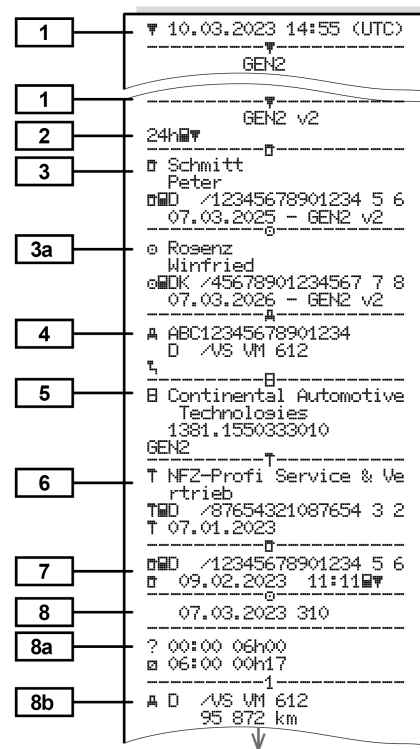 1 ▼ 10.03.2023 14:55 (UTC)
GEN2
1
GEN2 v2
2 24h▼
3 Schmitt
Peter
D /12345678901234 5 6
07.03.2025 - GEN2 v2
3a Rogenz
Winfried
DK /45678901234567 7 8
07.03.2026 - GEN2 v2
4 A ABC12345678901234
D /VS VM 612
5 Continental Automotive
Technologies
1381.1550333010
GEN2
6 T NFZ-Profi Service & Ve
rtrieb
TD /87654321087654 3 2
T 07.01.2023
7 D /12345678901234 5 6
09.02.2023 11:11▼
8 07.03.2023 310
8a ? 00:00 06h00
06:00 00h17
1
8b A D /VS VM 612
95 872 km